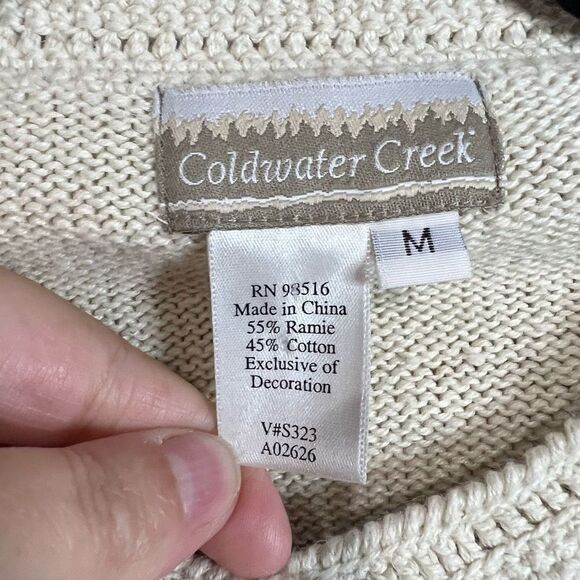 Coldwater Creek
M
RN 98516
Made in China
55% Ramie
45% Cotton
Exclusive of
Decoration
V#S323
A02626